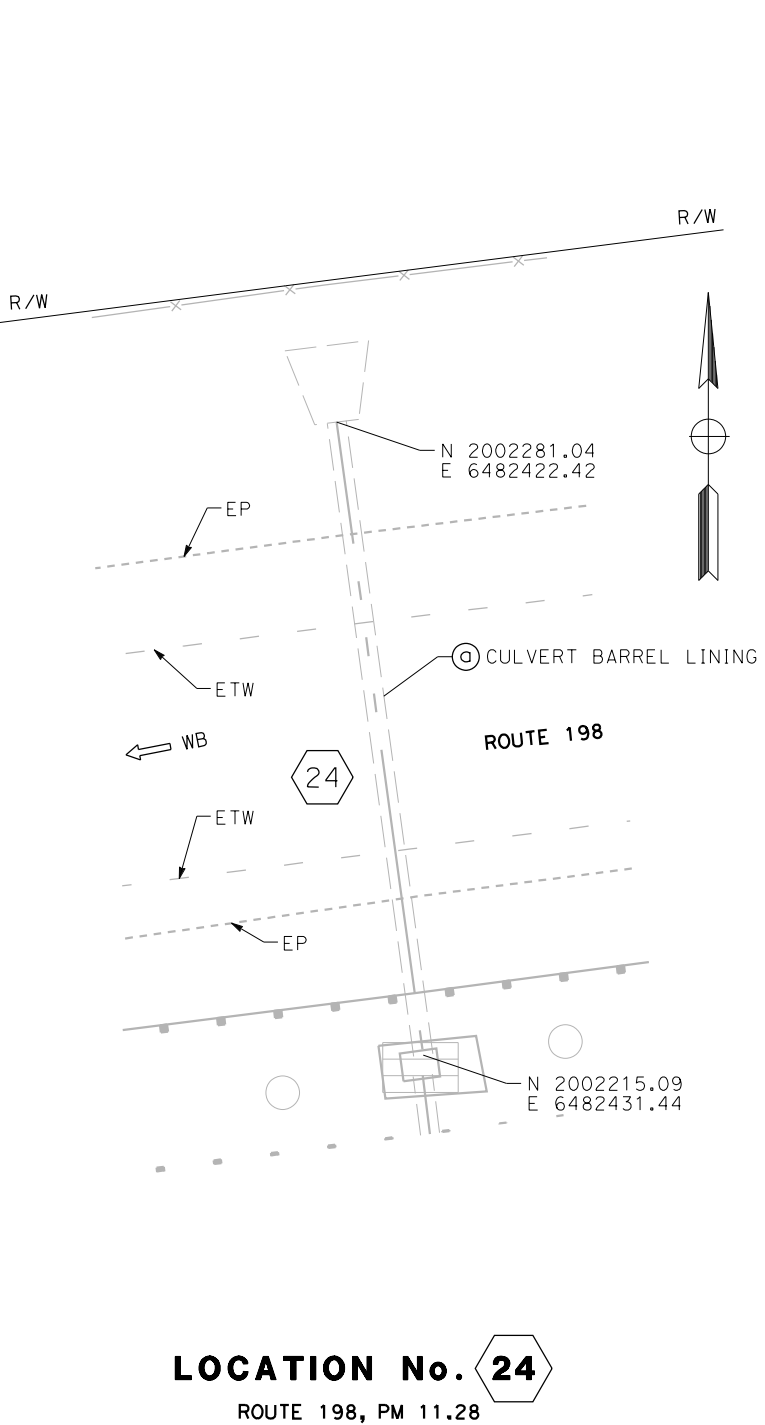 R/W
R/W
N 2002281.04
E 6482422.42
EP
ETW
ⓐ CULVERT BARREL LINING
WB
ROUTE 198
24
ETW
EP
N 2002215.09
E 6482431.44
LOCATION No. 24
ROUTE 198, PM 11.28